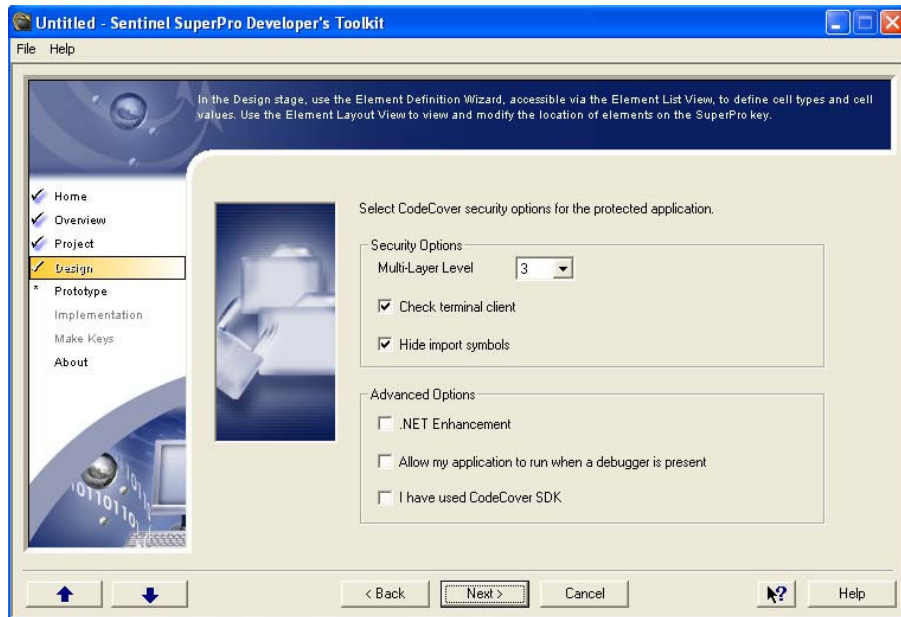 Untitled - Sentinel SuperPro Developer's Toolkit
File Help
In the Design stage, use the Element Definition Wizard, accessible via the Element List View, to define cell types and cell
values. Use the Element Layout View to view and modify the location of elements on the SuperPro key.
Home
Overview
Project
Design
* Prototype
Implementation
Make Keys
About
Select CodeCover security options for the protected application.
Security Options
Multi-Layer Level 3
Check terminal client
Hide import symbols
Advanced Options
.NET Enhancement
Allow my application to run when a debugger is present
I have used CodeCover SDK
< Back Next > Cancel ? Help